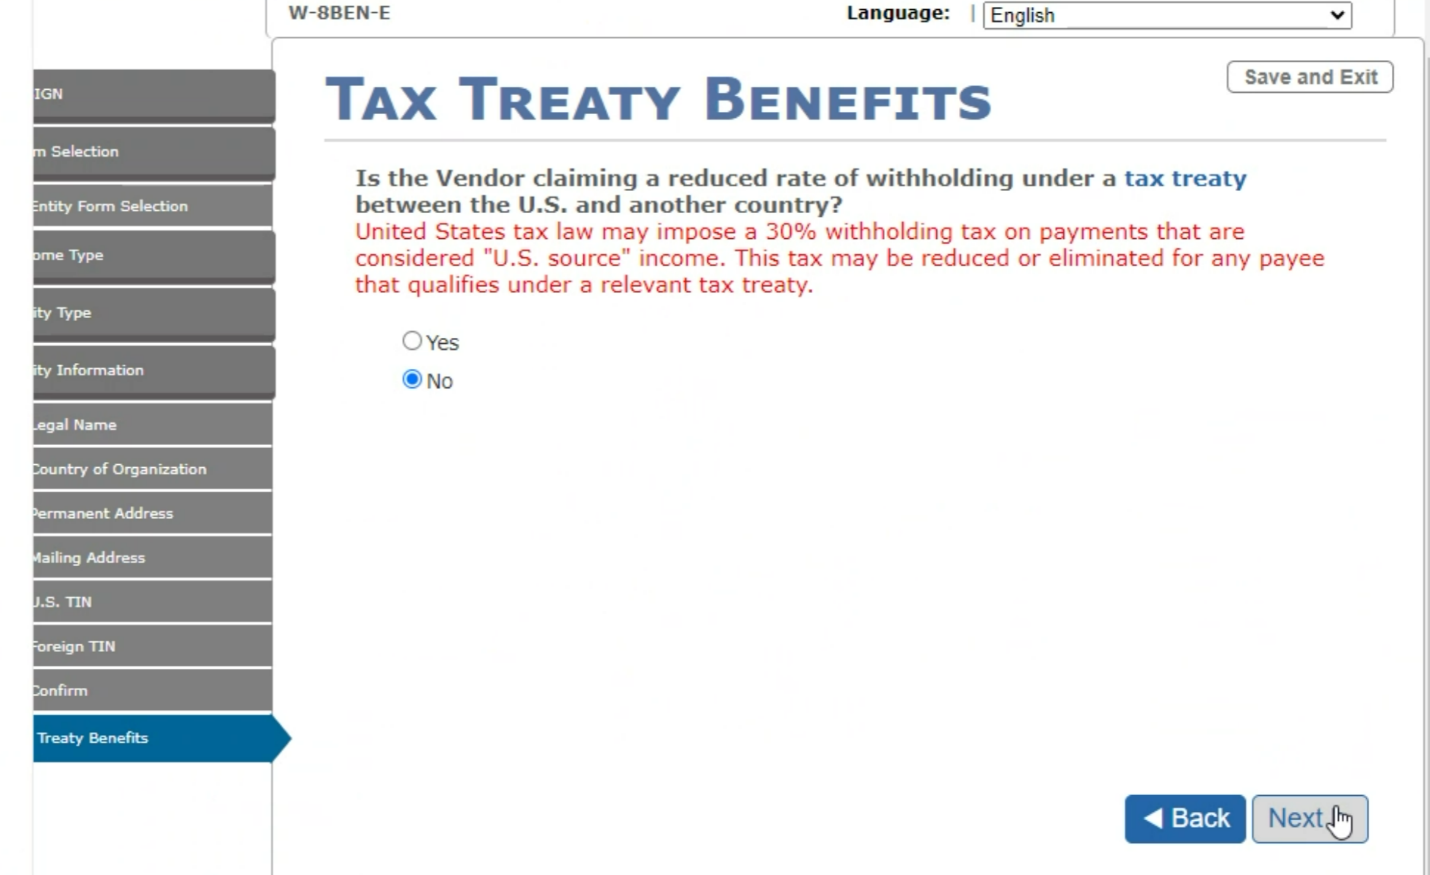 W-8BEN-E
Language: | English
Save and Exit
TAX TREATY BENEFITS
IGN
m Selection
Entity Form Selection
ome Type
ity Type
ity Information
Legal Name
Country of Organization
Permanent Address
Mailing Address
U.S. TIN
Foreign TIN
Confirm
Treaty Benefits
Is the Vendor claiming a reduced rate of withholding under a tax treaty
between the U.S. and another country?
United States tax law may impose a 30% withholding tax on payments that are
considered "U.S. source" income. This tax may be reduced or eliminated for any payee
that qualifies under a relevant tax treaty.
Yes
No
Back
Next